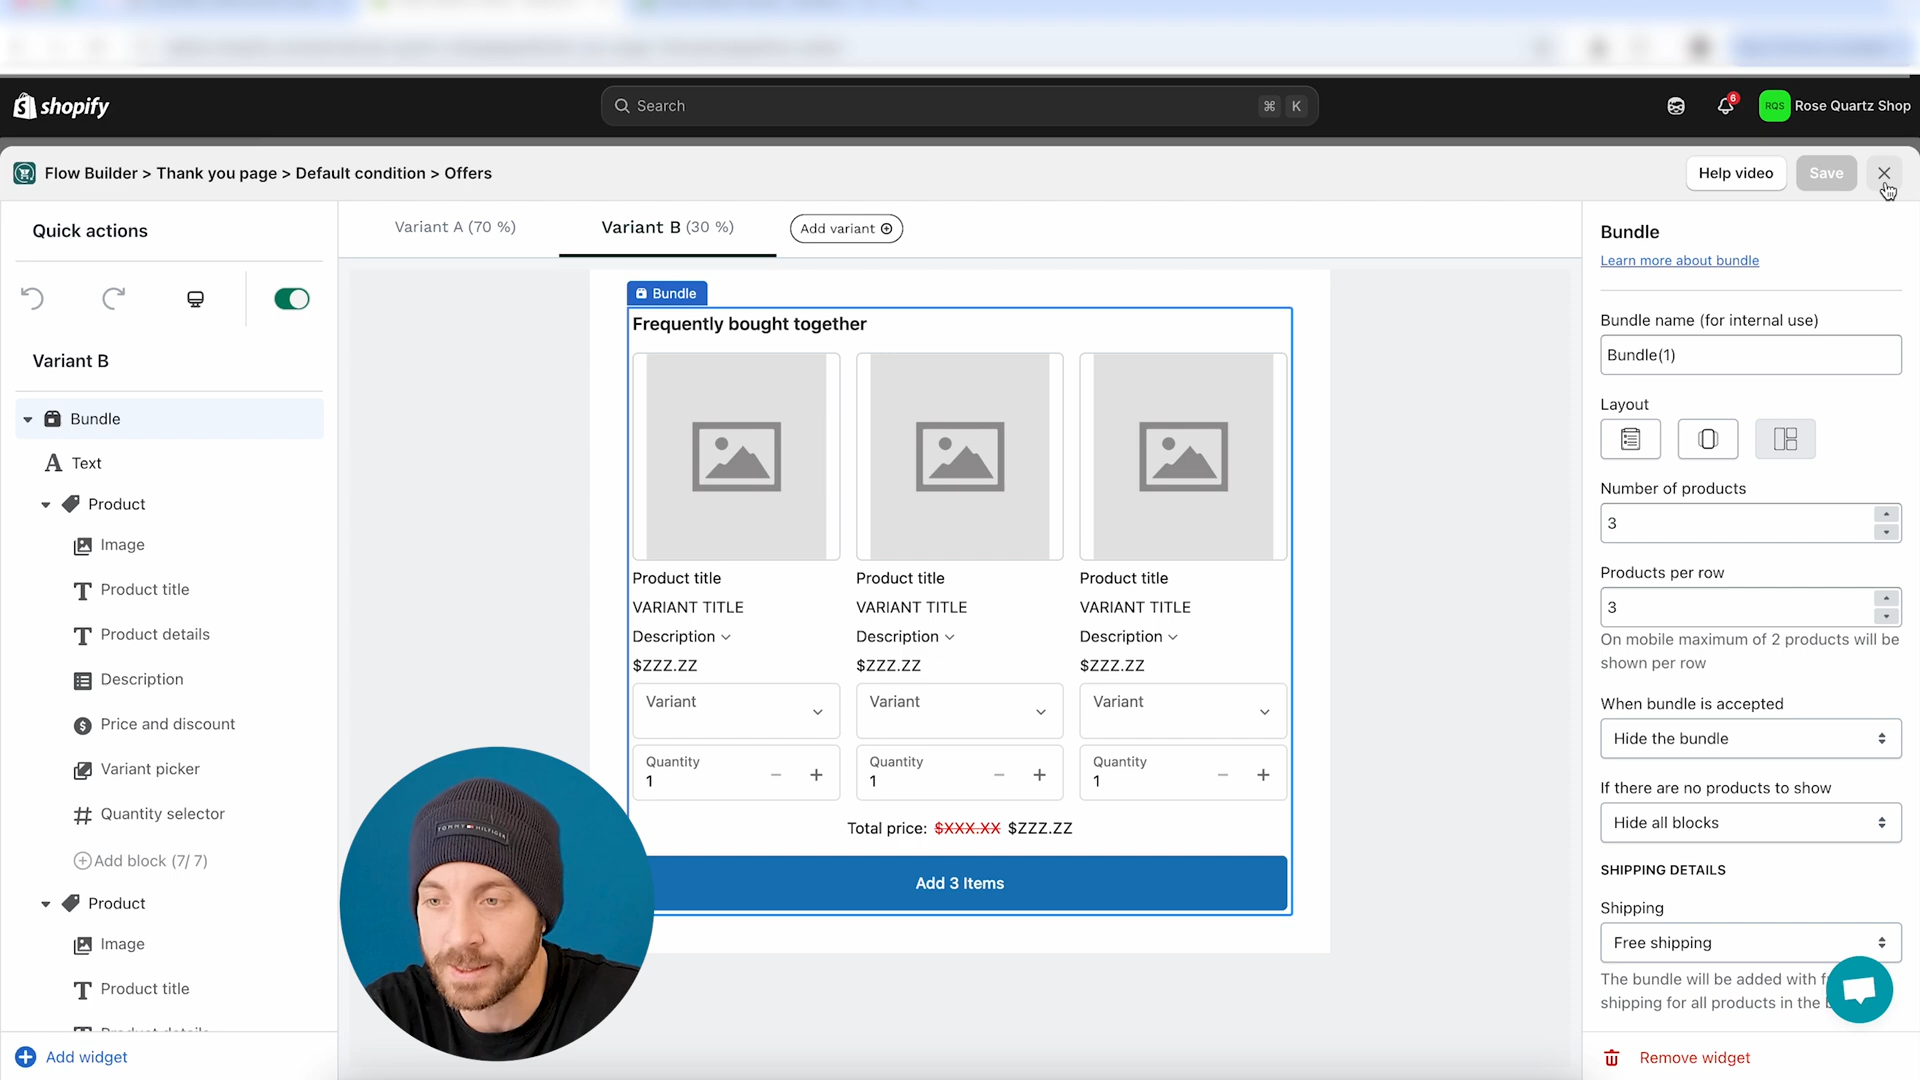 shopify
Search
⌘ K
6
RQS
Rose Quartz Shop
Flow Builder > Thank you page > Default condition > Offers
Help video
Save
Quick actions
Variant B
Bundle
Text
Product
Image
Product title
Product details
Description
Price and discount
Variant picker
Quantity selector
Add block (7/ 7)
Product
Image
Product title
Product details
Add widget
Variant A (70 %)
Variant B (30 %)
Add variant
Bundle
Frequently bought together
Product title Product title Product title
VARIANT TITLE VARIANT TITLE VARIANT TITLE
Description Description Description
$ZZZ.ZZ $ZZZ.ZZ $ZZZ.ZZ
Variant Variant Variant
Quantity Quantity Quantity
1 1 1
Total price: $XXX.XX $ZZZ.ZZ
Add 3 Items
TOMMY HILFIGER
Bundle
Learn more about bundle
Bundle name (for internal use)
Bundle(1)
Layout
Number of products
3
Products per row
3
On mobile maximum of 2 products will be
shown per row
When bundle is accepted
Hide the bundle
If there are no products to show
Hide all blocks
SHIPPING DETAILS
Shipping
Free shipping
The bundle will be added with
shipping for all products in the
Remove widget